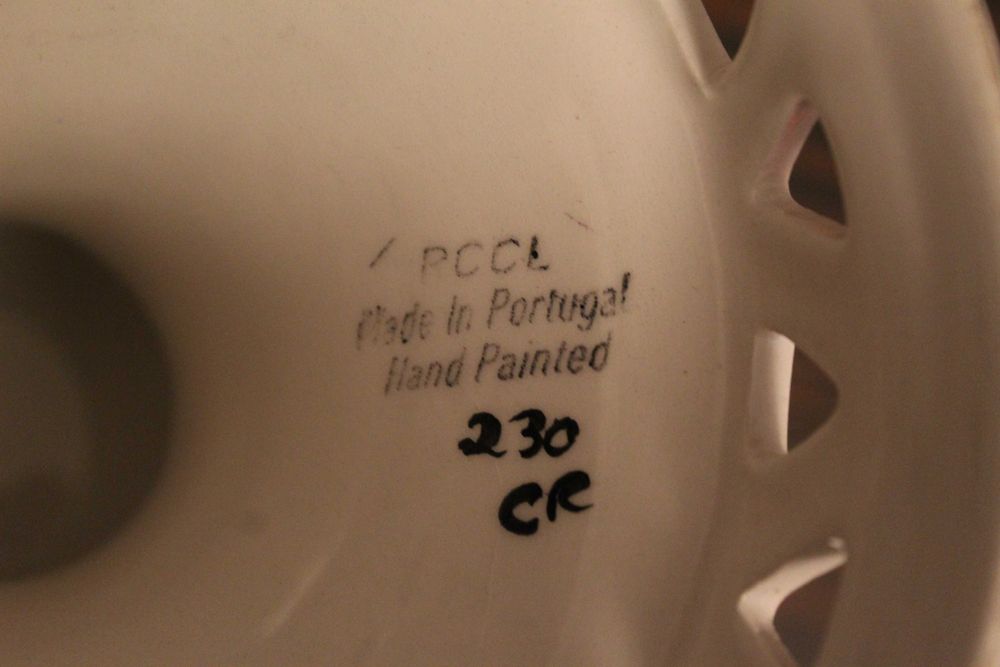 PCCL
Made In Portugal
Hand Painted
230
CR